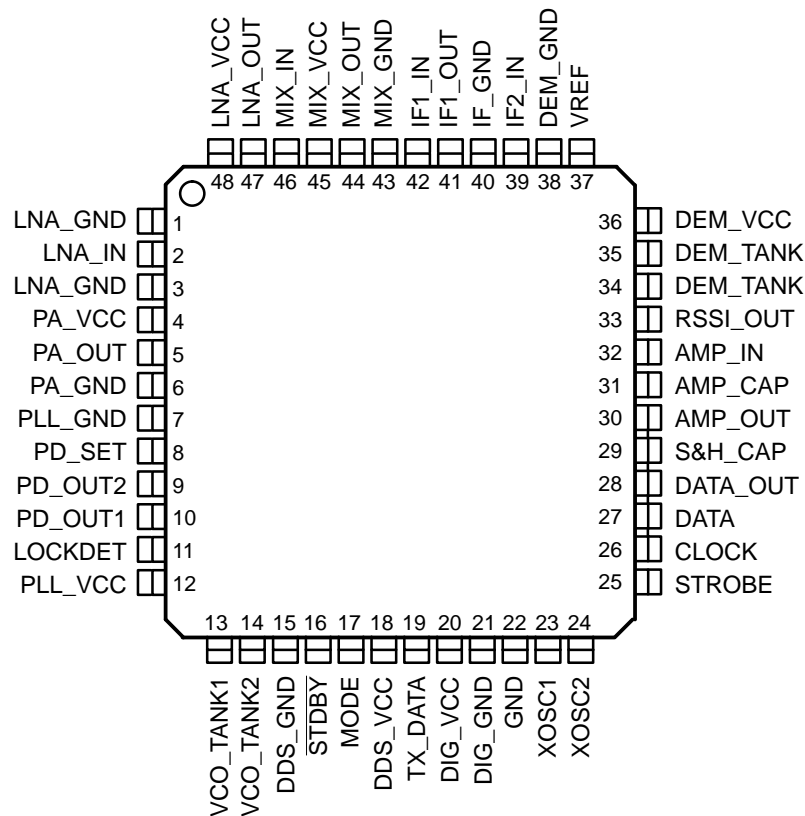 LNA_VCC
LNA_OUT
MIX_IN
MIX_VCC
MIX_OUT
MIX_GND
IF1_IN
IF1_OUT
IF_GND
IF2_IN
DEM_GND
VREF
48 47 46 45 44 43 42 41 40 39 38 37
LNA_GND 1
LNA_IN 2
LNA_GND 3
PA_VCC 4
PA_OUT 5
PA_GND 6
PLL_GND 7
PD_SET 8
PD_OUT2 9
PD_OUT1 10
LOCKDET 11
PLL_VCC 12
36 DEM_VCC
35 DEM_TANK
34 DEM_TANK
33 RSSI_OUT
32 AMP_IN
31 AMP_CAP
30 AMP_OUT
29 S&H_CAP
28 DATA_OUT
27 DATA
26 CLOCK
25 STROBE
13 14 15 16 17 18 19 20 21 22 23 24
VCO_TANK1
VCO_TANK2
DDS_GND
STDBY
MODE
DDS_VCC
TX_DATA
DIG_VCC
DIG_GND
GND
XOSC1
XOSC2